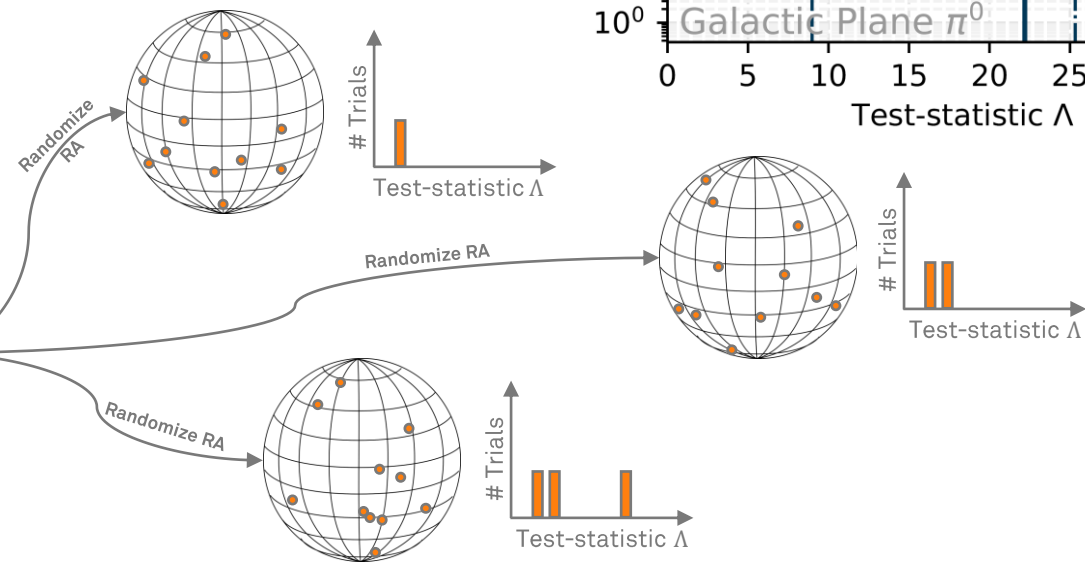 10⁰
Galactic Plane π⁰
0 5 10 15 20 25
Test-statistic Λ
Randomize
RA
# Trials
Test-statistic Λ
Randomize RA
# Trials
Test-statistic Λ
Randomize RA
# Trials
Test-statistic Λ